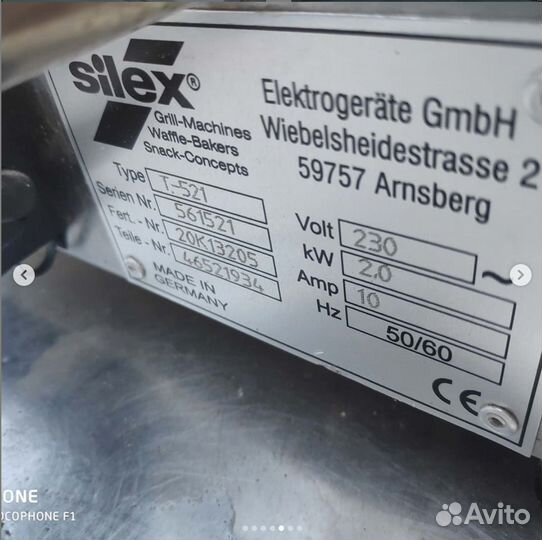 silex®
Grill-Machines
Waffle-Bakers
Snack-Concepts
Elektrogeräte GmbH
Wiebelsheidestrasse 2
59757 Arnsberg
Type T-521
Serien Nr. 561521
Fert.-Nr. 20K13205
Teile-Nr. 46521934
MADE IN
GERMANY
Volt 230
kW 2.0 ~
Amp 10
Hz 50/60
CE
ONE
OCOPHONE F1
Avito